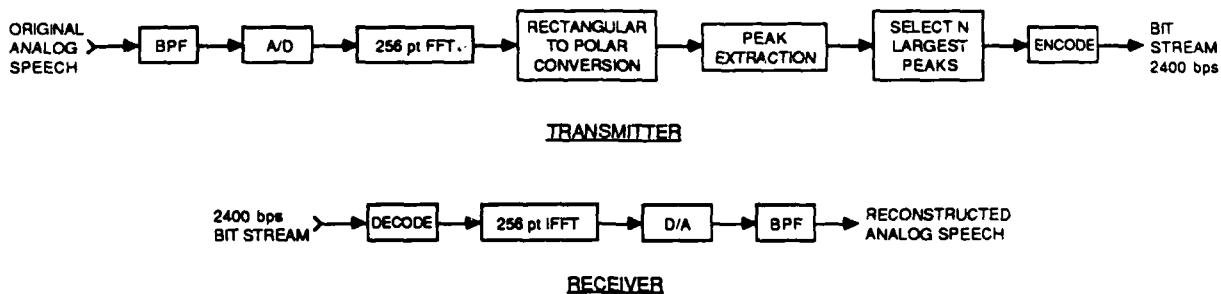 ORIGINAL
ANALOG
SPEECH
BPF
A/D
256 pt FFT.
RECTANGULAR
TO POLAR
CONVERSION
PEAK
EXTRACTION
SELECT N
LARGEST
PEAKS
ENCODE
BIT
STREAM
2400 bps
TRANSMITTER
2400 bps
BIT STREAM
DECODE
256 pt IFFT
D/A
BPF
RECONSTRUCTED
ANALOG SPEECH
RECEIVER